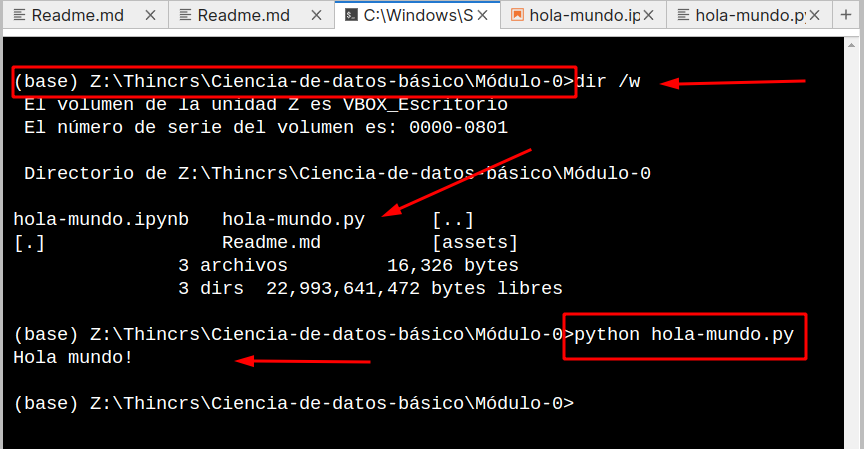 Readme.md × Readme.md × C:\Windows\S × hola-mundo.ip × hola-mundo.py × +
(base) Z:\Thincrs\Ciencia-de-datos-básico\Módulo-0>dir /w
El volumen de la unidad Z es VBOX_Escritorio
El número de serie del volumen es: 0000-0801
Directorio de Z:\Thincrs\Ciencia-de-datos-básico\Módulo-0
hola-mundo.ipynb hola-mundo.py [..]
[.] Readme.md [assets]
3 archivos 16,326 bytes
3 dirs 22,993,641,472 bytes libres
(base) Z:\Thincrs\Ciencia-de-datos-básico\Módulo-0>python hola-mundo.py
Hola mundo!
(base) Z:\Thincrs\Ciencia-de-datos-básico\Módulo-0>